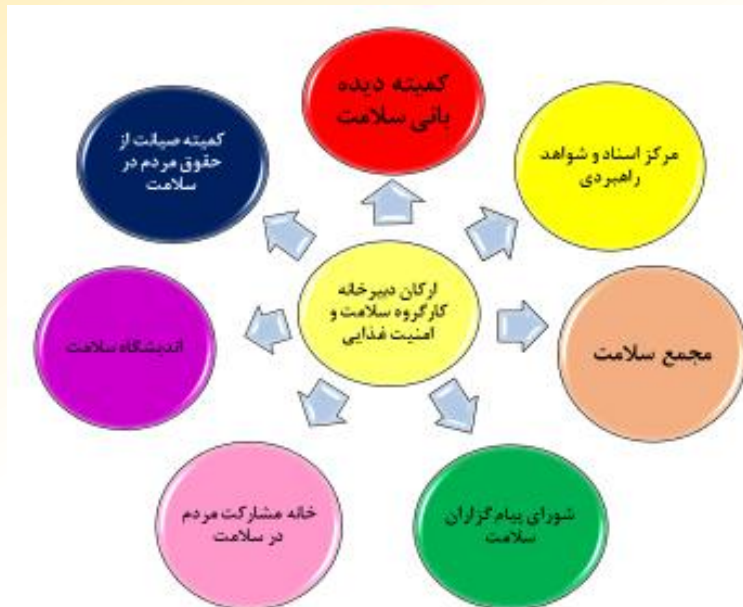 کمیته دیده
بانی سلامت
مرکز اسناد و شواهد
راهبردی
مجمع سلامت
شورای پیام گزاران
سلامت
خانه مشارکت مردم
در سلامت
اندیشگاه سلامت
کمیته صیانت از
حقوق مردم در
سلامت
ارکان دبیرخانه
کارگروه سلامت و
امنیت غذایی